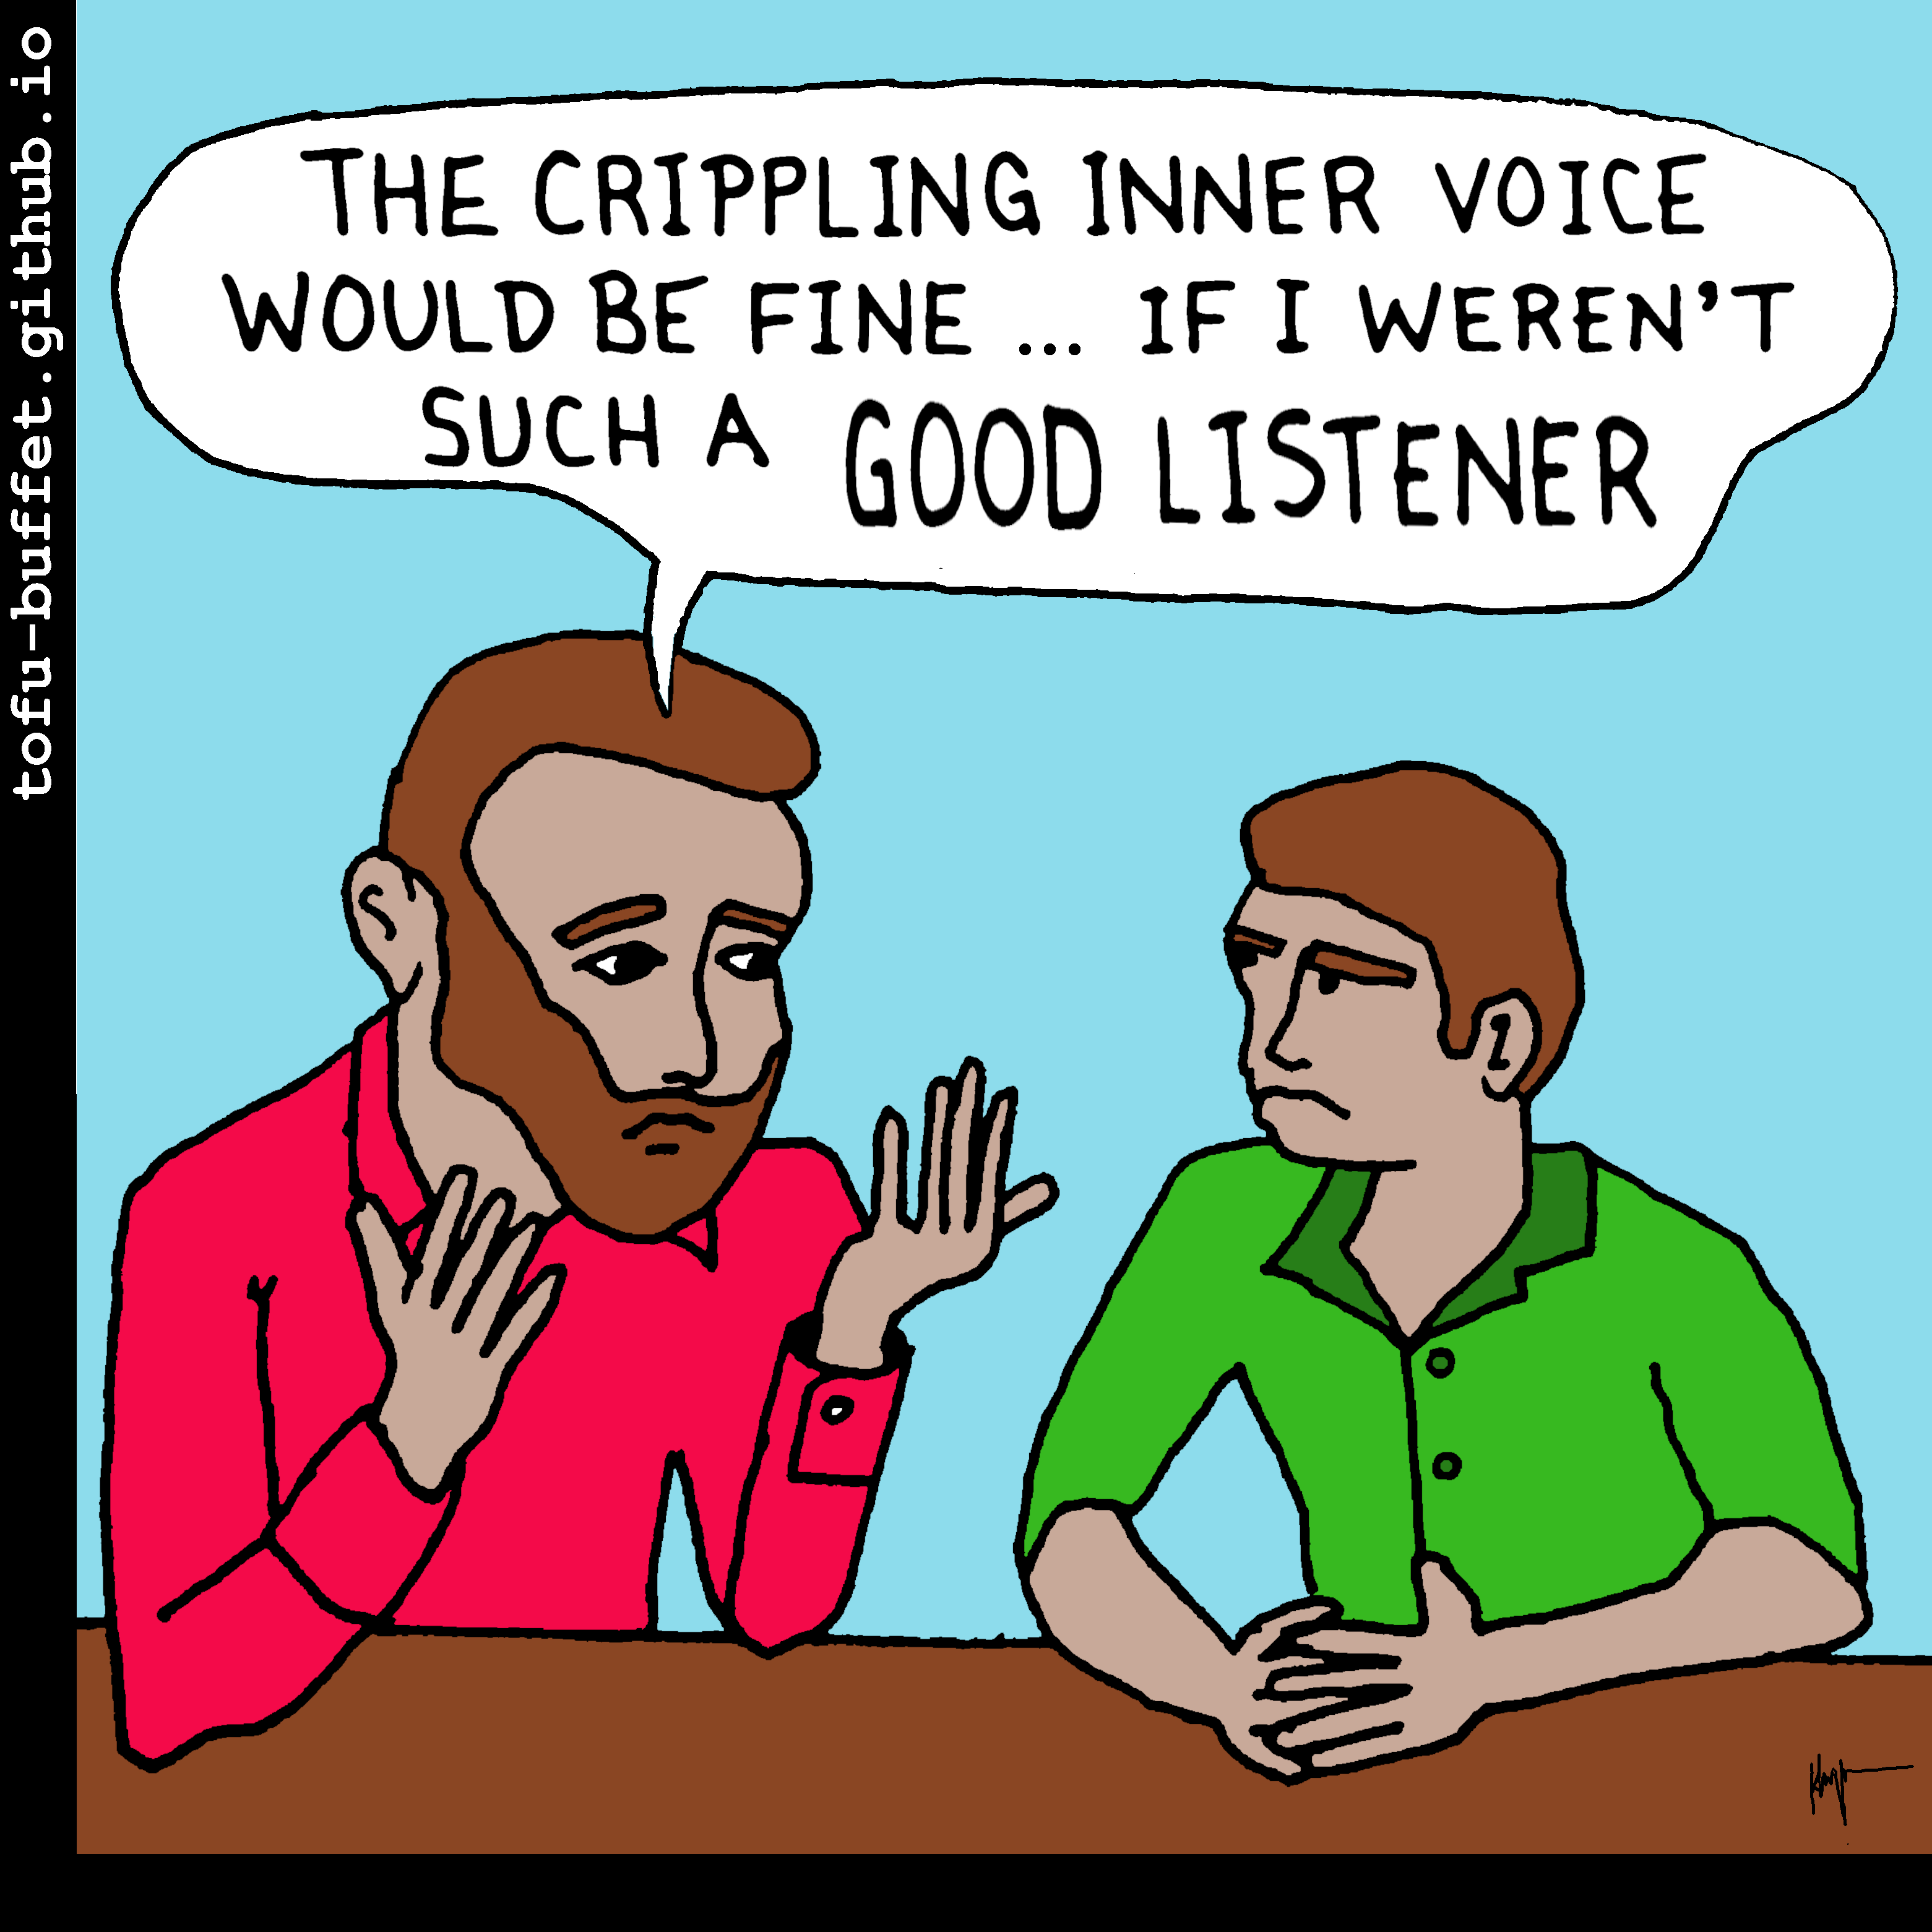 tofu-buffet.github.io
THE CRIPPLING INNER VOICE
WOULD BE FINE ... IF I WEREN'T
SUCH A GOOD LISTENER